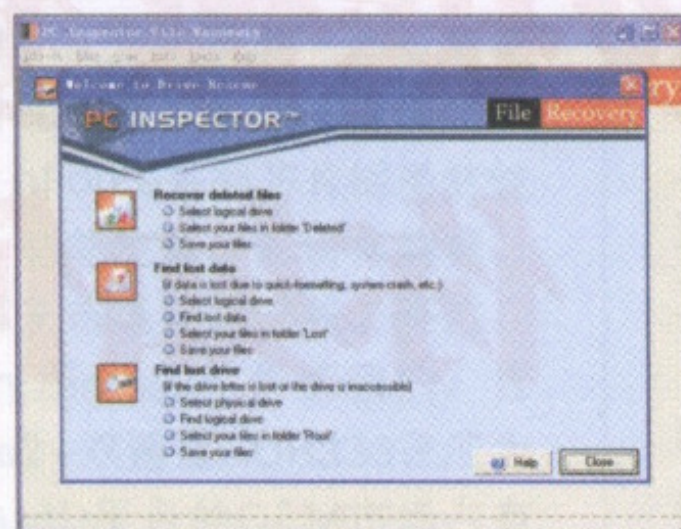 PC Inspector File Recovery
ry
Welcome to Drive Rescue
PC INSPECTOR™
File Recovery
Recover deleted files
Select logical drive
Select your files in folder 'Deleted'
Save your files
Find lost data
(if data is lost due to quick-formatting, system crash, etc.)
Select logical drive
Find lost data
Select your files in folder 'Lost'
Save your files
Find lost drive
(if the drive letter is lost or the drive is inaccessible)
Select physical drive
Find logical drive
Select your files in folder 'Root'
Save your files
Help
Close